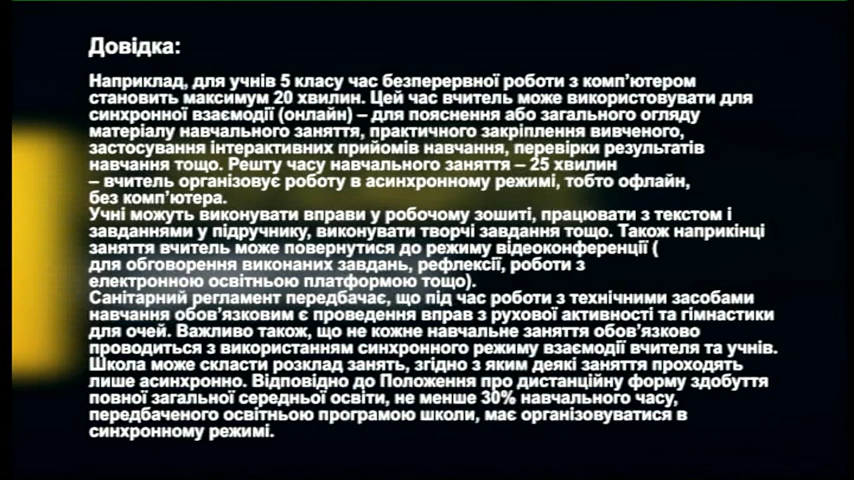 Довідка:
Наприклад, для учнів 5 класу час безперервної роботи з комп’ютером
становить максимум 20 хвилин. Цей час вчитель може використовувати для
синхронної взаємодії (онлайн) – для пояснення або загального огляду
матеріалу навчального заняття, практичного закріплення вивченого,
застосування інтерактивних прийомів навчання, перевірки результатів
навчання тощо. Решту часу навчального заняття – 25 хвилин
– вчитель організовує роботу в асинхронному режимі, тобто офлайн,
без комп’ютера.
Учні можуть виконувати вправи у робочому зошиті, працювати з текстом і
завданнями у підручнику, виконувати творчі завдання тощо. Також наприкінці
заняття вчитель може повернутися до режиму відеоконференції (
для обговорення виконаних завдань, рефлексії, роботи з
електронною освітньою платформою тощо).
Санітарний регламент передбачає, що під час роботи з технічними засобами
навчання обов’язковим є проведення вправ з рухової активності та гімнастики
для очей. Важливо також, що не кожне навчальне заняття обов’язково
проводиться з використанням синхронного режиму взаємодії вчителя та учнів.
Школа може скласти розклад занять, згідно з яким деякі заняття проходять
лише асинхронно. Відповідно до Положення про дистанційну форму здобуття
повної загальної середньої освіти, не менше 30% навчального часу,
передбаченого освітньою програмою школи, має організовуватися в
синхронному режимі.